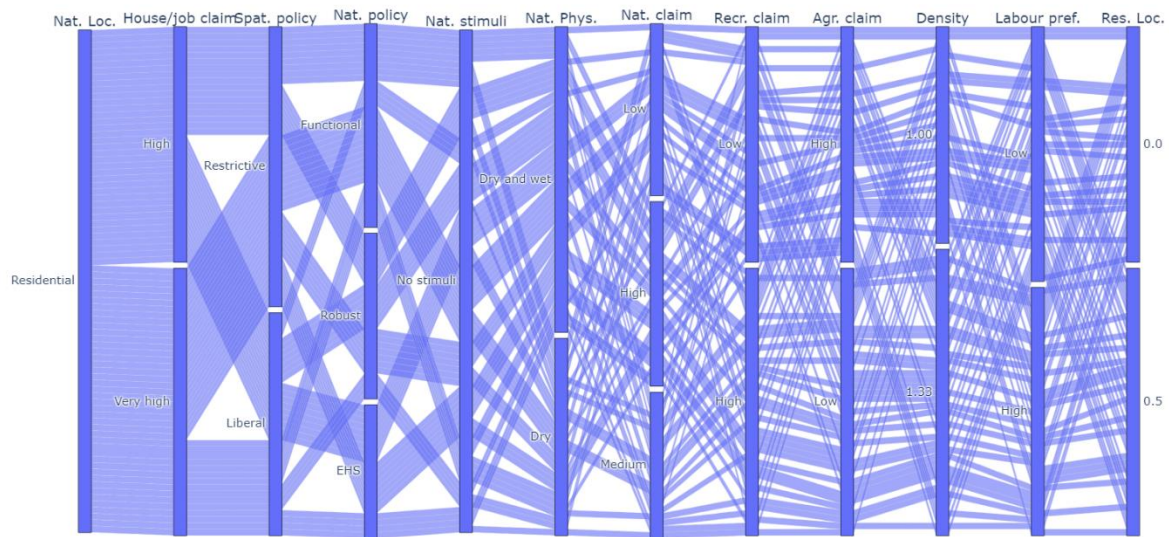 Nat. Loc. House/job claim Spat. policy Nat. policy Nat. stimuli Nat. Phys. Nat. claim Recr. claim Agr. claim Density Labour pref. Res. Loc.
Low
Functional
1.00
High Low High 0.0
Low
Restrictive
Dry and wet
Residential No stimuli
High
Robust
1.33
Very high High Low 0.5
High
Liberal
Dry
Medium
EHS